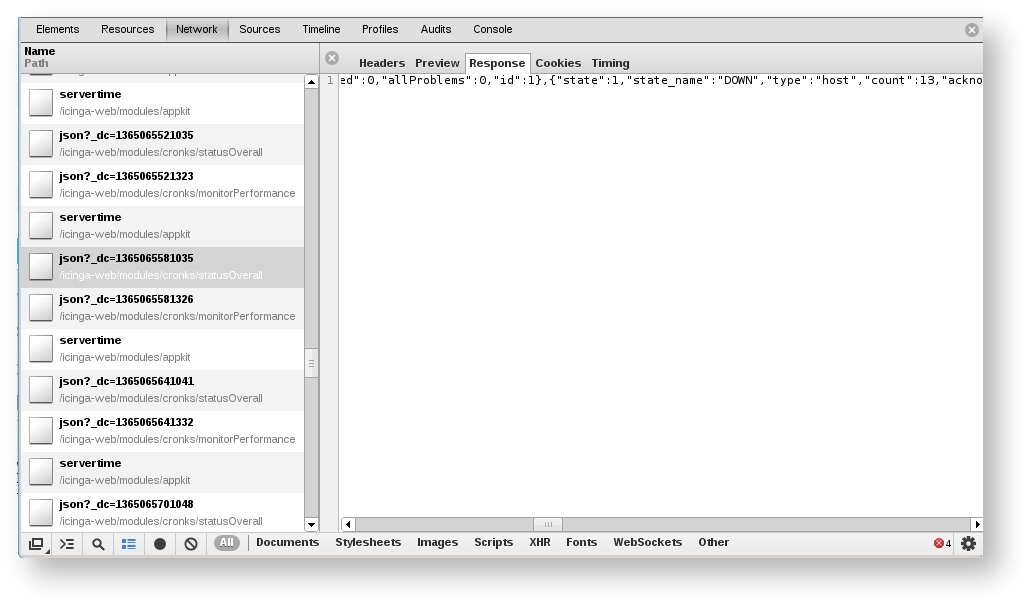 Elements Resources Network Sources Timeline Profiles Audits Console
Name
Path
Headers Preview Response Cookies Timing
1 ed":0,"allProblems":0,"id":1},{"state":1,"state_name":"DOWN","type":"host","count":13,"ackno
/icinga-web/modules/appkit
servertime
/icinga-web/modules/appkit
json?_dc=1365065521035
/icinga-web/modules/cronks/statusOverall
json?_dc=1365065521323
/icinga-web/modules/cronks/monitorPerformance
servertime
/icinga-web/modules/appkit
json?_dc=1365065581035
/icinga-web/modules/cronks/statusOverall
json?_dc=1365065581326
/icinga-web/modules/cronks/monitorPerformance
servertime
/icinga-web/modules/appkit
json?_dc=1365065641041
/icinga-web/modules/cronks/statusOverall
json?_dc=1365065641332
/icinga-web/modules/cronks/monitorPerformance
servertime
/icinga-web/modules/appkit
json?_dc=1365065701048
/icinga-web/modules/cronks/statusOverall
All Documents Stylesheets Images Scripts XHR Fonts WebSockets Other 4